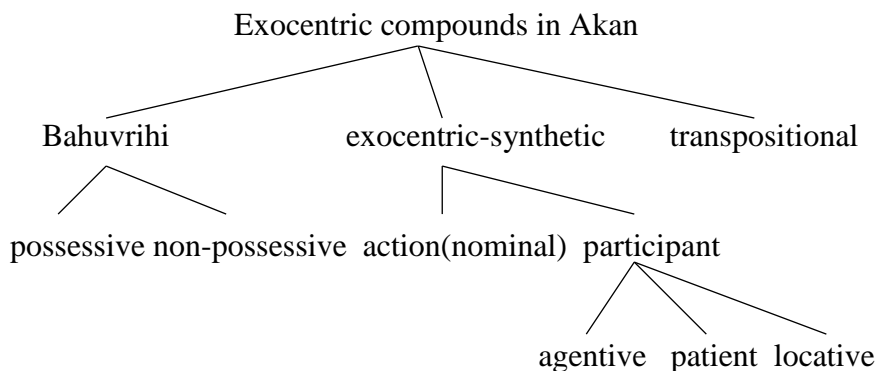 Exocentric compounds in Akan
Bahuvrihi exocentric-synthetic transpositional
possessive non-possessive action(nominal) participant
agentive patient locative